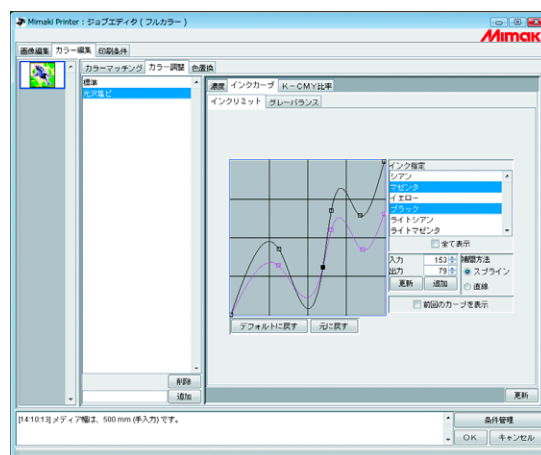 Mimaki Printer : ジョブエディタ ( フルカラー )
Mimaki
画像編集 カラー編集 印刷条件
カラーマッチング カラー調整 色置換
標準
光沢塩ビ
濃度 インクカーブ K-CMY比率
インクリミット グレーバランス
インク指定
シアン
マゼンタ
イエロー
ブラック
ライトシアン
ライトマゼンタ
全て表示
入力 153 補間方法
出力 79 スプライン
更新 追加 直線
前回のカーブを表示
デフォルトに戻す 元に戻す
削除
追加
更新
[14:10:13] メディア幅は、500 mm (手入力) です。
条件管理
OK キャンセル